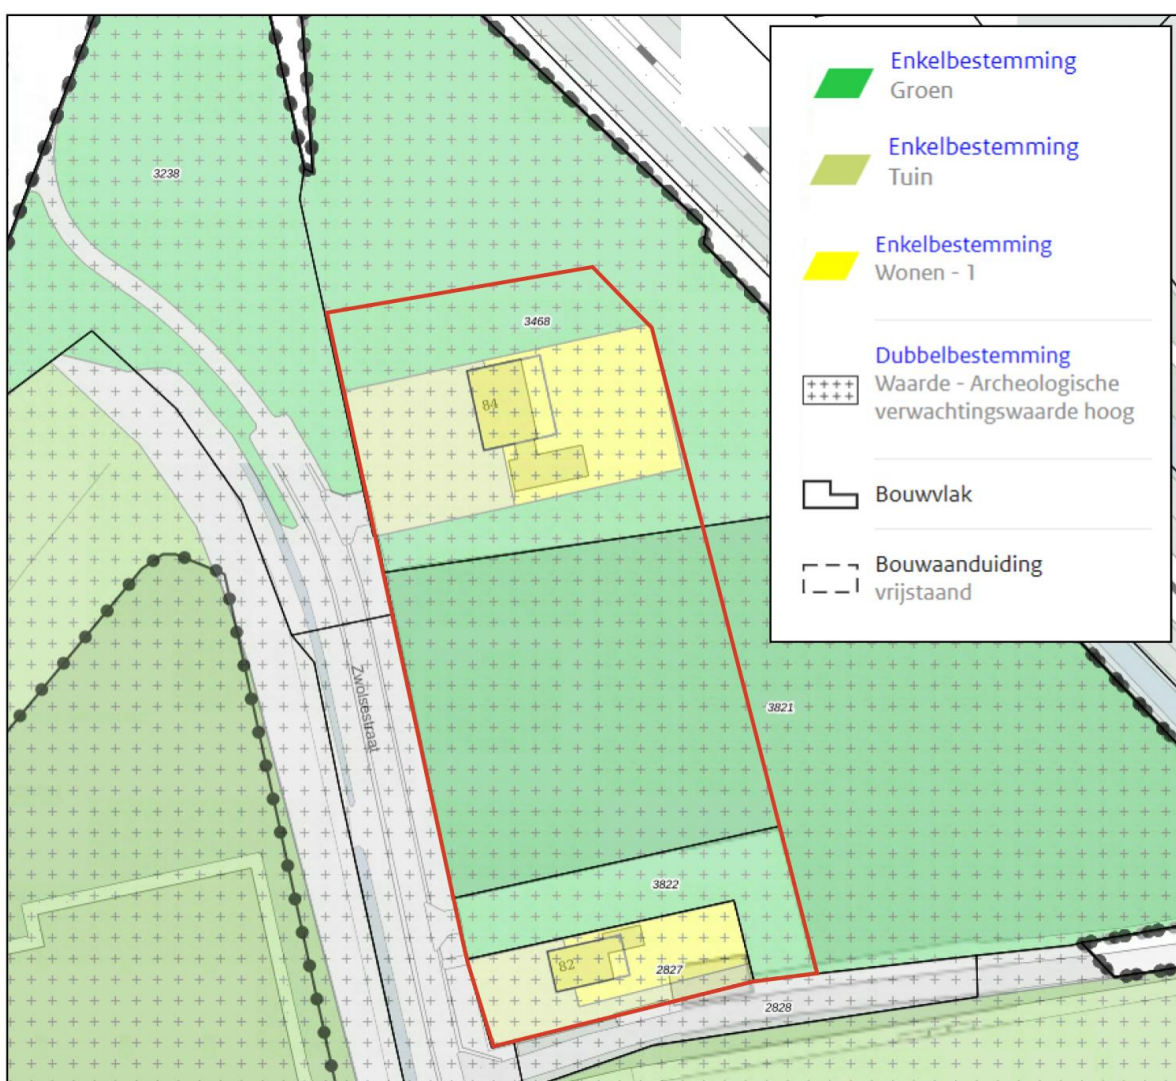 Enkelbestemming
Groen
Enkelbestemming
Tuin
Enkelbestemming
Wonen - 1
Dubbelbestemming
Waarde - Archeologische
verwachtingswaarde hoog
Bouwvlak
Bouwaanduiding
vrijstaand
3238
3468
84
Zwolsestraat
3821
3822
82
2827
2828